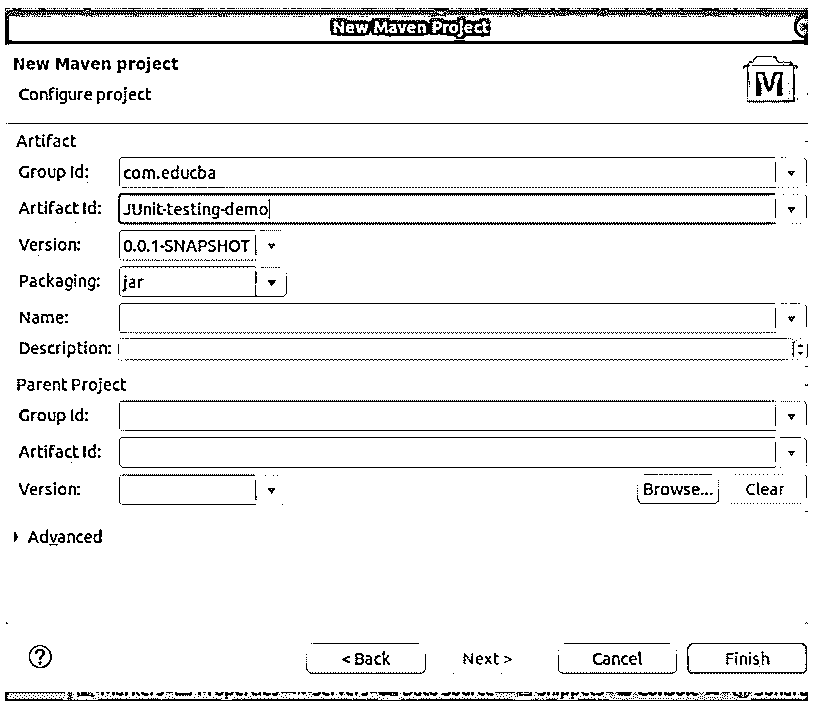 New Maven Project
New Maven project
Configure project
M
Artifact
Group Id: com.educba
Artifact Id: JUnit-testing-demo
Version: 0.0.1-SNAPSHOT
Packaging: jar
Name:
Description:
Parent Project
Group Id:
Artifact Id:
Version: Browse... Clear
Advanced
? < Back Next > Cancel Finish